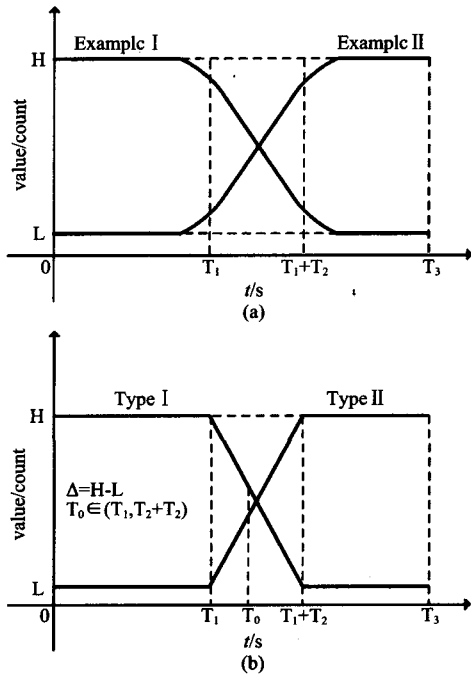 Examplc Ⅰ
Example Ⅱ
H
value/count
L
0
T₁
T₁+T₂
T₃
t/s
(a)
Type Ⅰ
Type Ⅱ
H
Δ=H-L
T₀∈(T₁,T₂+T₂)
value/count
L
0
T₁
T₀
T₁+T₂
T₃
t/s
(b)